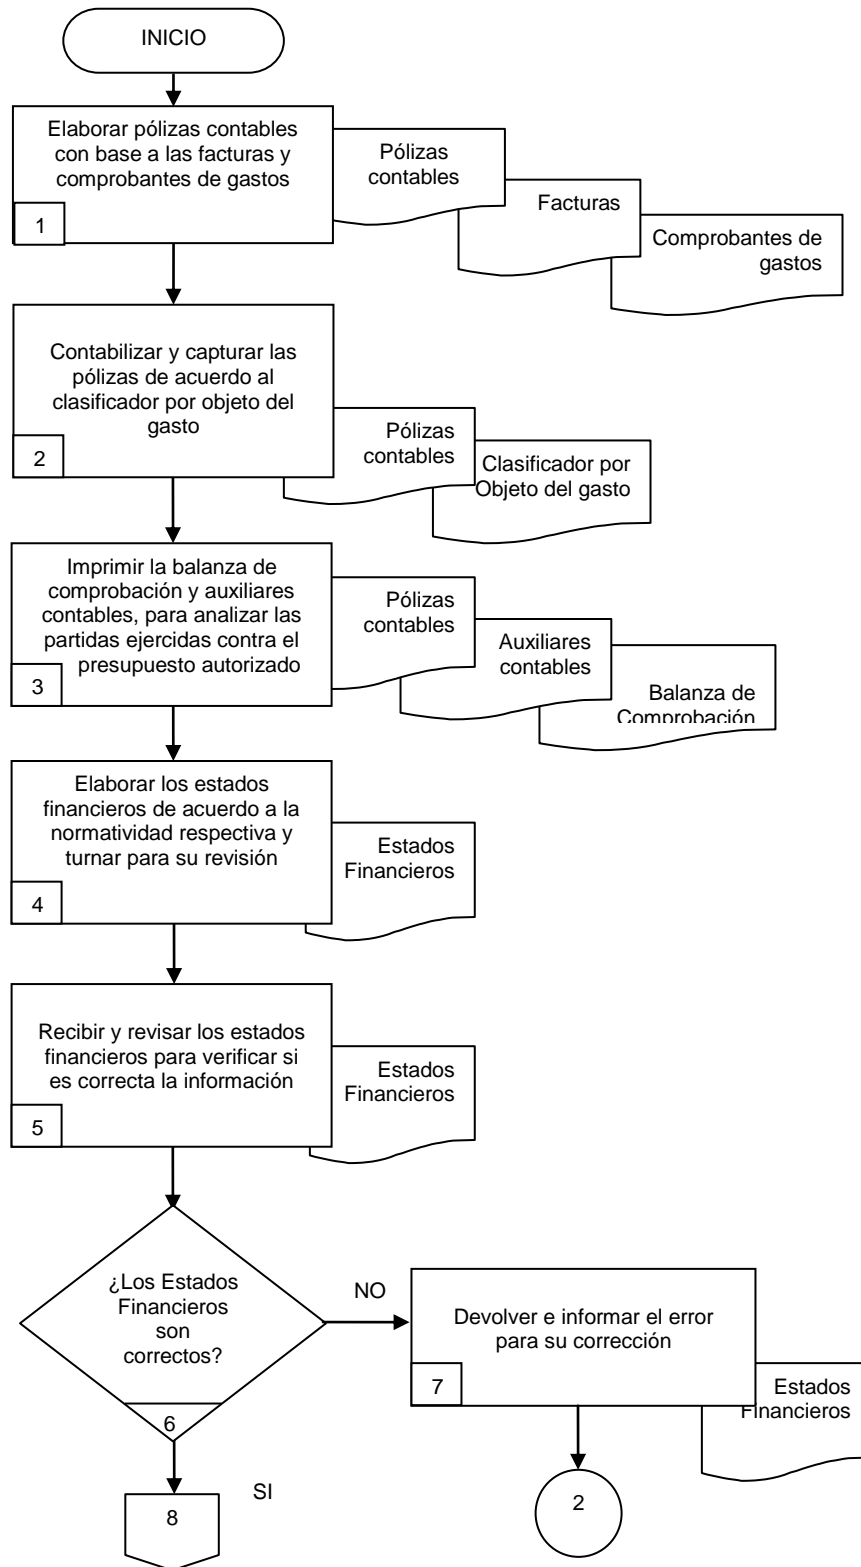 INICIO
Elaborar pólizas contables
con base a las facturas y
comprobantes de gastos
1
Pólizas
contables
Facturas
Comprobantes de
gastos
Contabilizar y capturar las
pólizas de acuerdo al
clasificador por objeto del
gasto
2
Pólizas
contables
Clasificador por
Objeto del gasto
Imprimir la balanza de
comprobación y auxiliares
contables, para analizar las
partidas ejercidas contra el
presupuesto autorizado
3
Pólizas
contables
Auxiliares
contables
Balanza de
Comprobación
Elaborar los estados
financieros de acuerdo a la
normatividad respectiva y
turnar para su revisión
4
Estados
Financieros
Recibir y revisar los estados
financieros para verificar si
es correcta la información
5
Estados
Financieros
¿Los Estados
Financieros
son
correctos?
6
NO
Devolver e informar el error
para su corrección
7
Estados
Financieros
SI
8
2